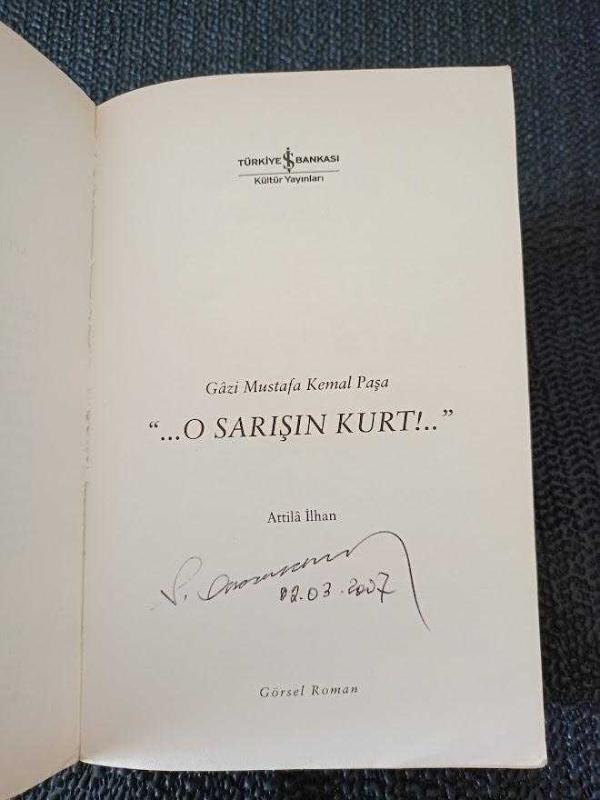 TÜRKİYE İŞ BANKASI
Kültür Yayınları
Gâzi Mustafa Kemal Paşa
“...O SARIŞIN KURT!..”
Attilâ İlhan
02.03.2007
Görsel Roman